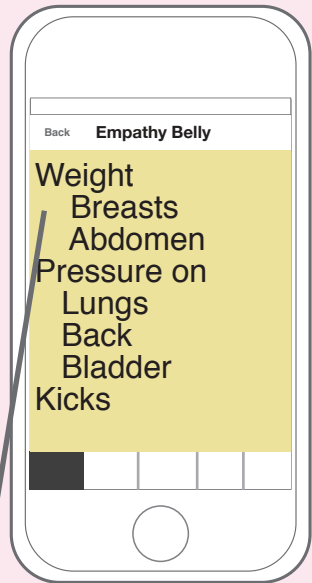 Back Empathy Belly
Weight
Breasts
Abdomen
Pressure on
Lungs
Back
Bladder
Kicks